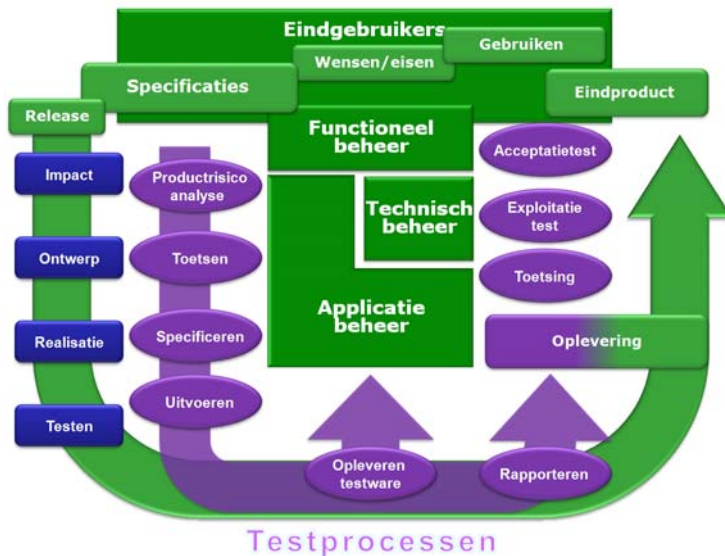 Eindgebruikers
Gebruiken
Wensen/eisen
Specificaties
Eindproduct
Release
Functioneel
beheer
Acceptatietest
Impact
Productrisico
analyse
Technisch
beheer
Exploitatie
test
Ontwerp
Toetsen
Toetsing
Applicatie
beheer
Realisatie
Specificeren
Oplevering
Uitvoeren
Testen
Opleveren
testware
Rapporteren
Testprocessen